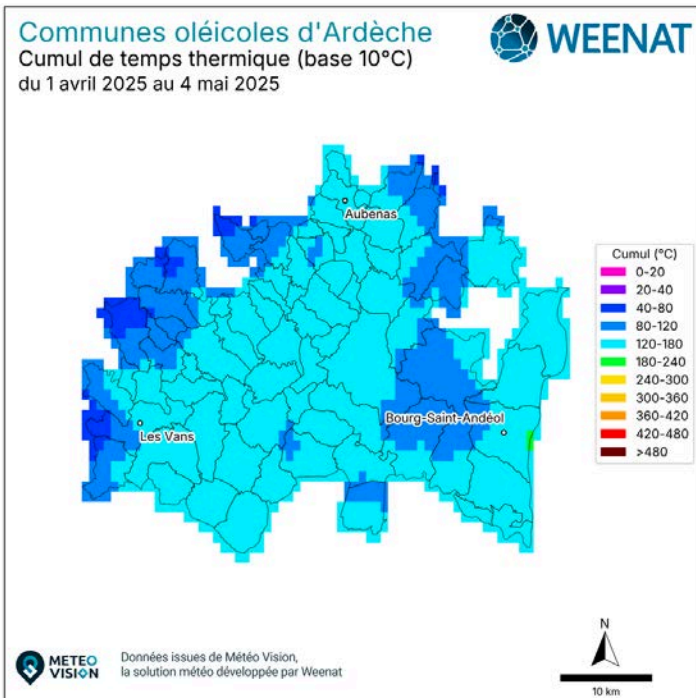 Communes oléicoles d'Ardèche
Cumul de temps thermique (base 10°C)
du 1 avril 2025 au 4 mai 2025
WEENAT
Aubenas
Cumul (°C)
0-20
20-40
40-80
80-120
120-180
180-240
240-300
300-360
360-420
420-480
>480
Bourg-Saint-Andéol
Les Vans
METEO
VISION
Données issues de Météo Vision,
la solution météo développée par Weenat
N
10 km